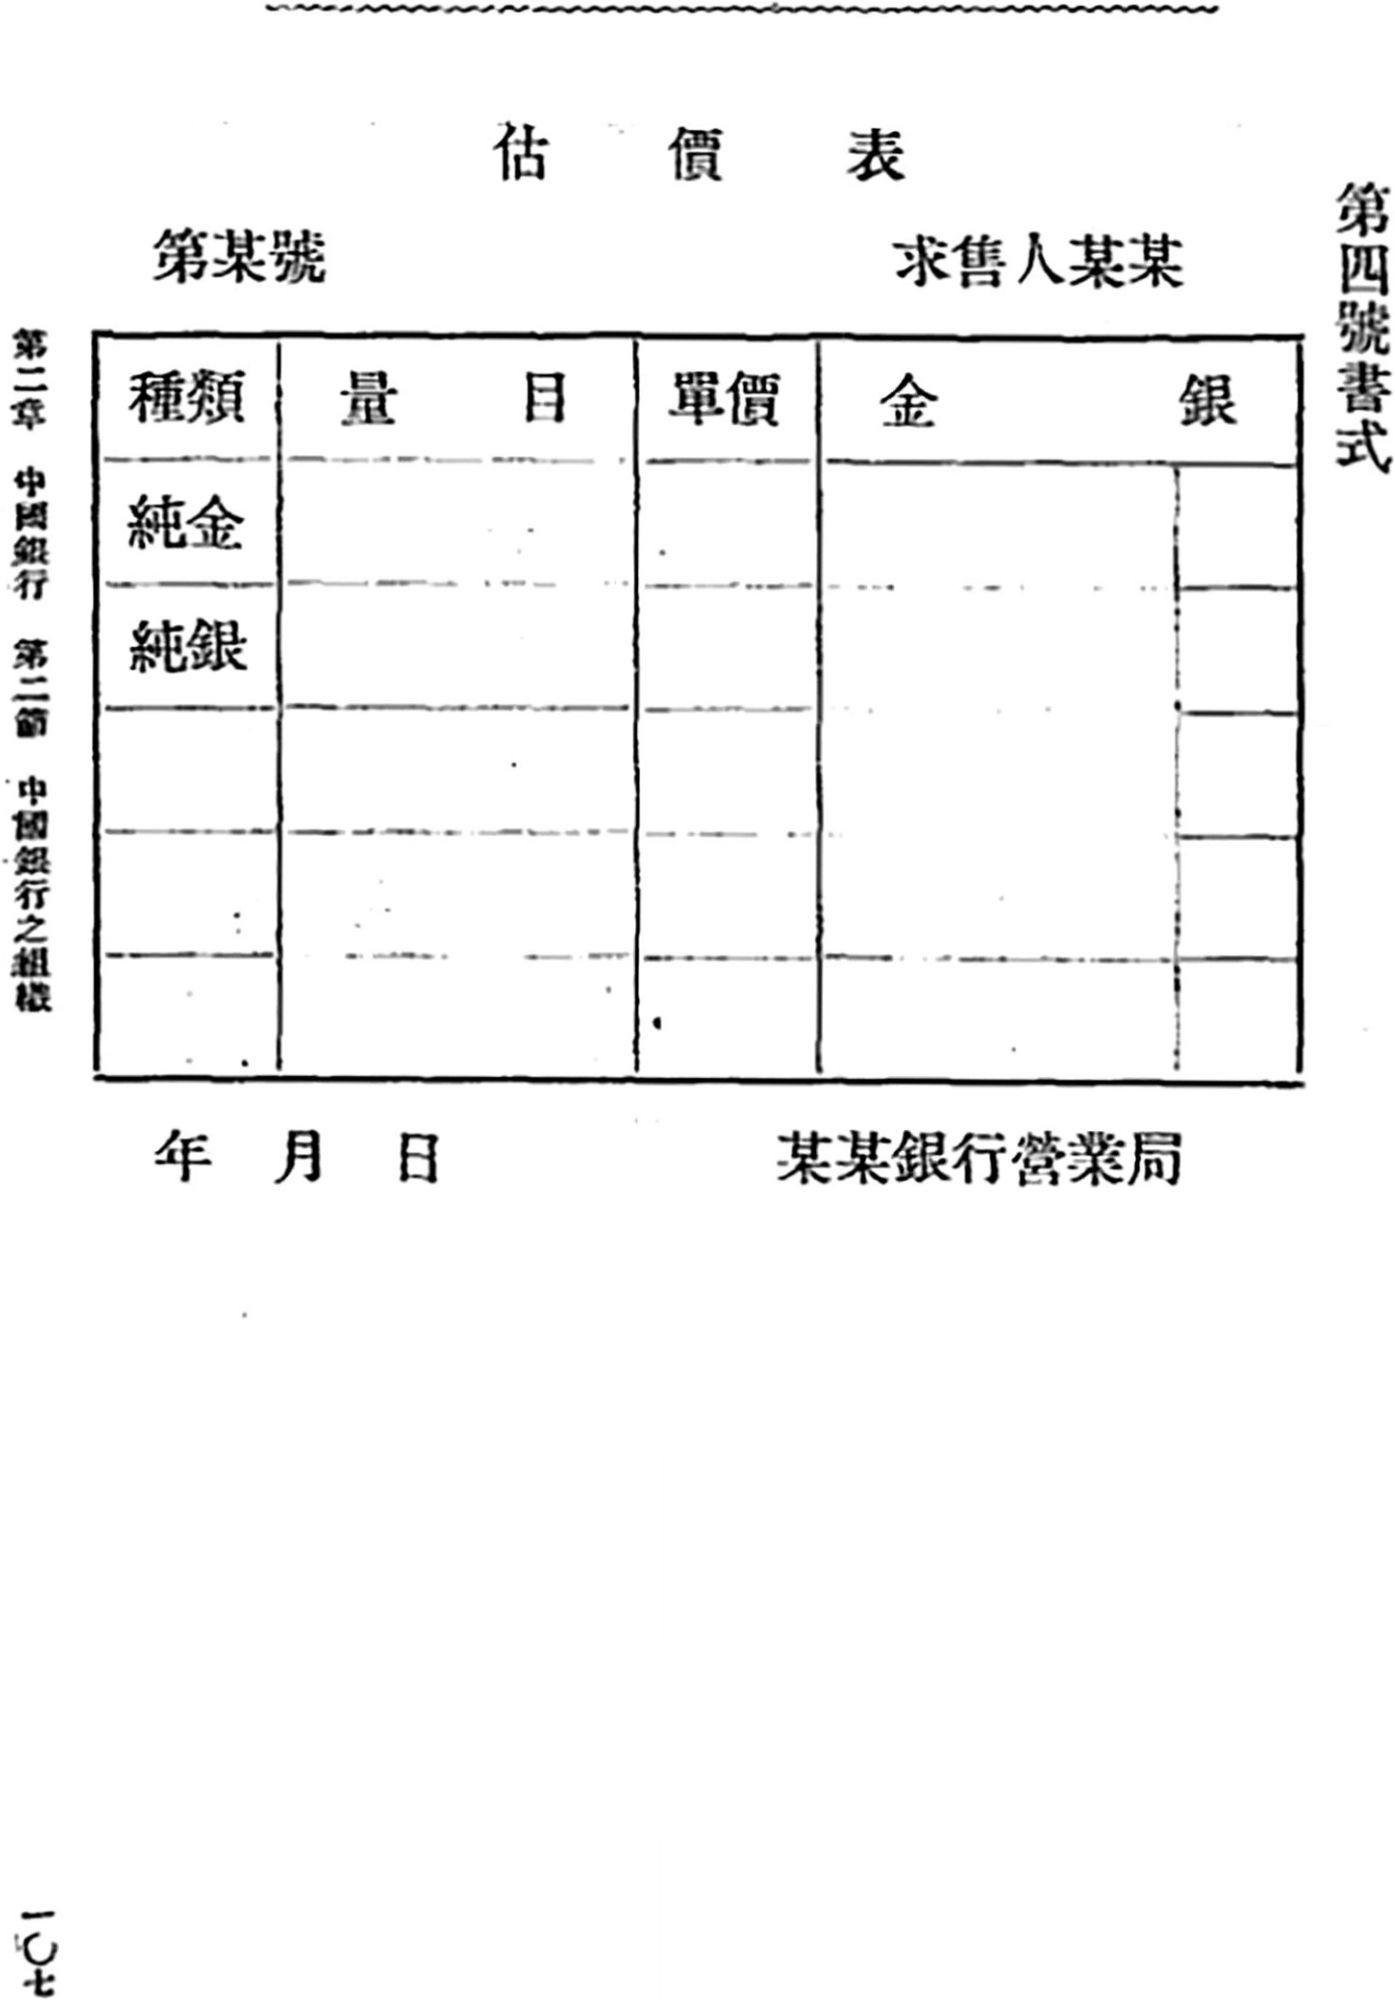 第四號書式
估價表
第某號 求售人某某
種類 量目 單價 金銀
純金
純銀
年月日 某某銀行營業局
第二章 中國銀行 第二節 中國銀行之組織
一〇七